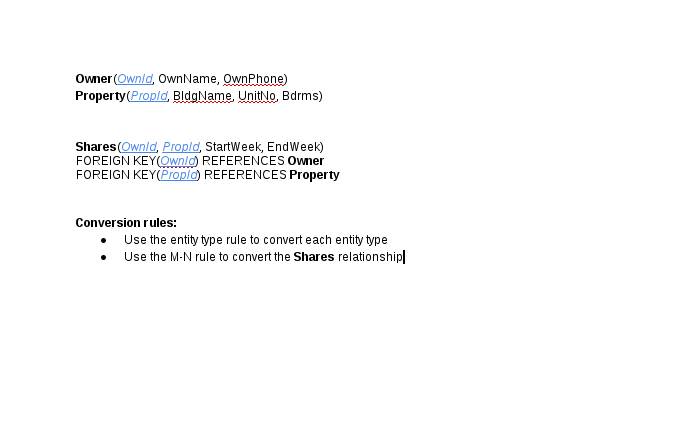 Owner(OwnId, OwnName, OwnPhone)
Property(PropId, BldgName, UnitNo, Bdrms)
Shares(OwnId, PropId, StartWeek, EndWeek)
FOREIGN KEY(OwnId) REFERENCES Owner
FOREIGN KEY(PropId) REFERENCES Property
Conversion rules:
● Use the entity type rule to convert each entity type
● Use the M-N rule to convert the Shares relationship